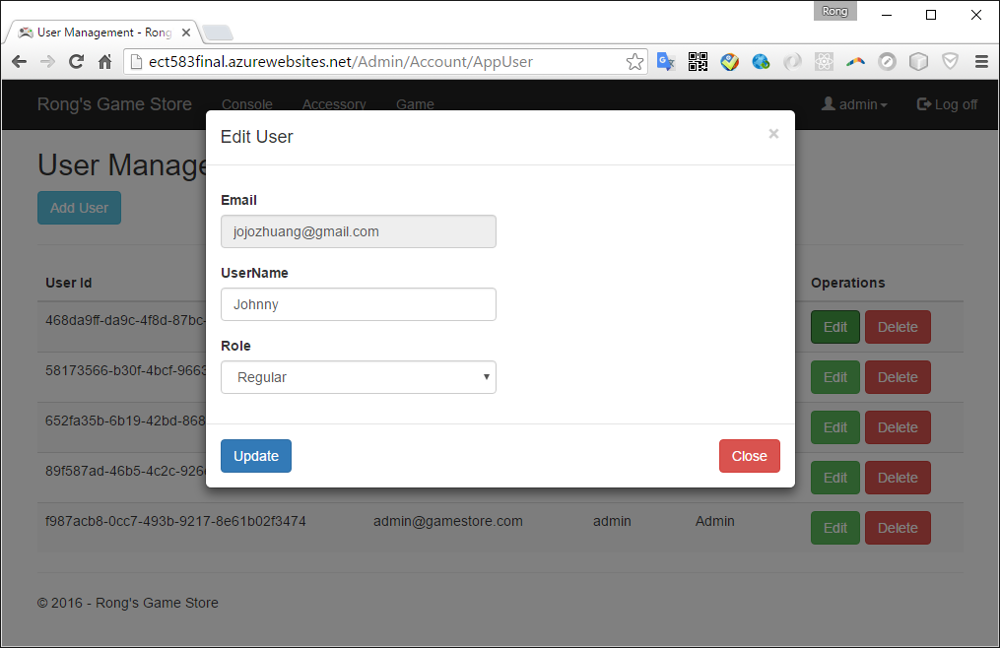 Rong
User Management - Rong
ect583final.azurewebsites.net/Admin/Account/AppUser
Rong's Game Store Console Accessory Game admin Log off
Edit User ×
User Manage
Add User
Email
jojozhuang@gmail.com
UserName
User Id Operations
Johnny
468da9ff-da9c-4f8d-87bc- Edit Delete
Role
58173566-b30f-4bcf-9663 Edit Delete
Regular
652fa35b-6b19-42bd-868 Edit Delete
Update Close
89f587ad-46b5-4c2c-926 Edit Delete
f987acb8-0cc7-493b-9217-8e61b02f3474 admin@gamestore.com admin Admin Edit Delete
© 2016 - Rong's Game Store